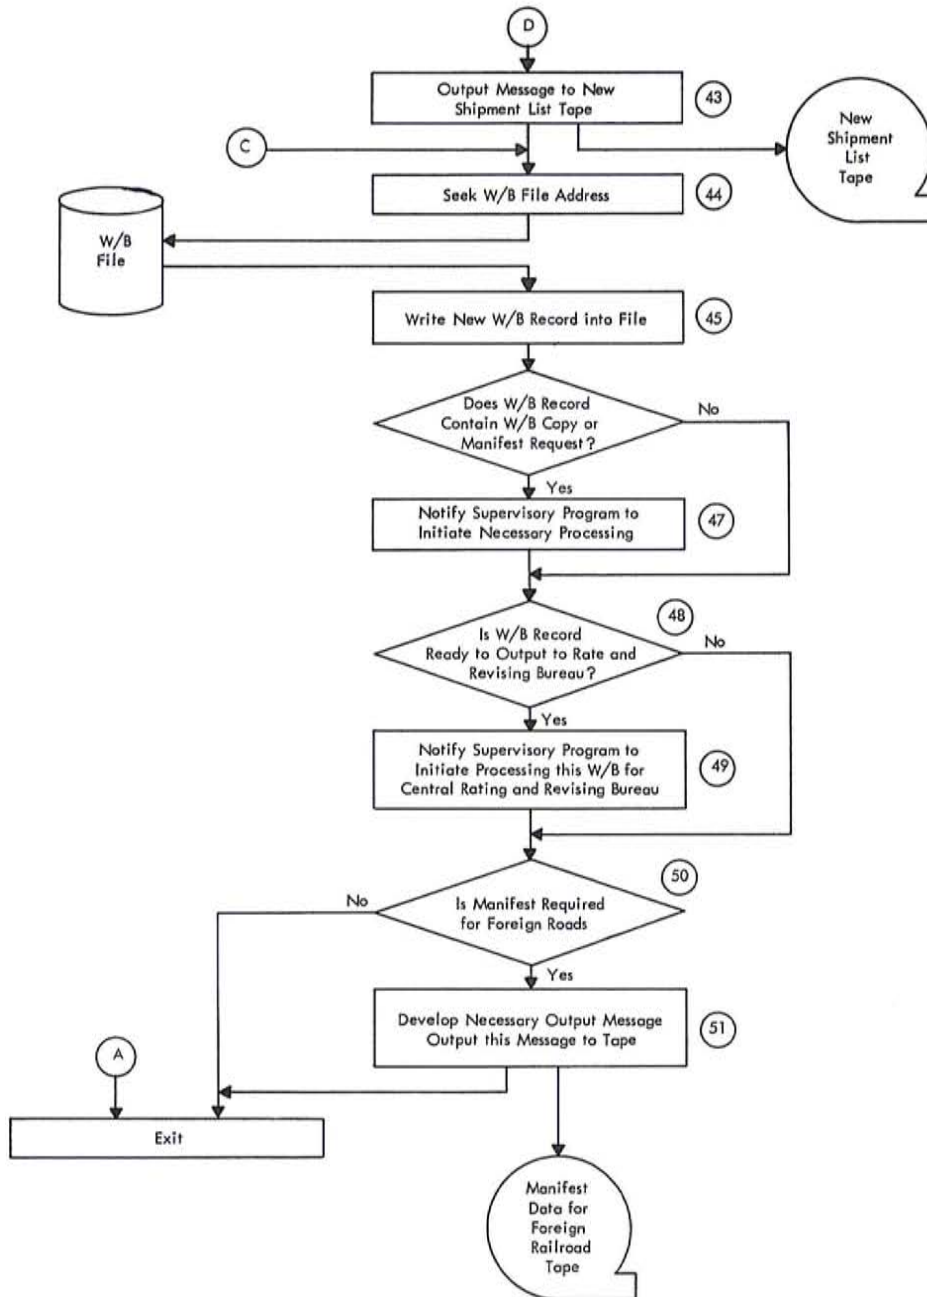 D
Output Message to New
Shipment List Tape
43
New
Shipment
List
Tape
C
Seek W/B File Address
44
W/B
File
Write New W/B Record into File
45
Does W/B Record
Contain W/B Copy or
Manifest Request?
No
Yes
Notify Supervisory Program to
Initiate Necessary Processing
47
48
Is W/B Record
Ready to Output to Rate and
Revising Bureau?
No
Yes
Notify Supervisory Program to
Initiate Processing this W/B for
Central Rating and Revising Bureau
49
50
No
Is Manifest Required
for Foreign Roads
Yes
Develop Necessary Output Message
Output this Message to Tape
51
A
Exit
Manifest
Data for
Foreign
Railroad
Tape